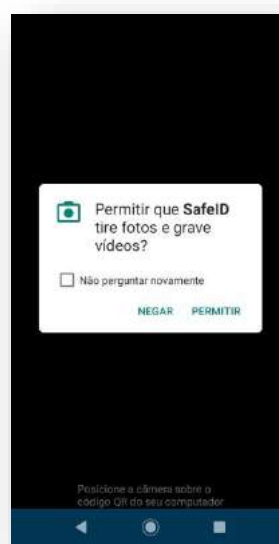 Permitir que SafeID
tire fotos e grave
vídeos?
Não perguntar novamente
NEGAR PERMITIR
Posicione a câmera sobre o
código QR do seu computador